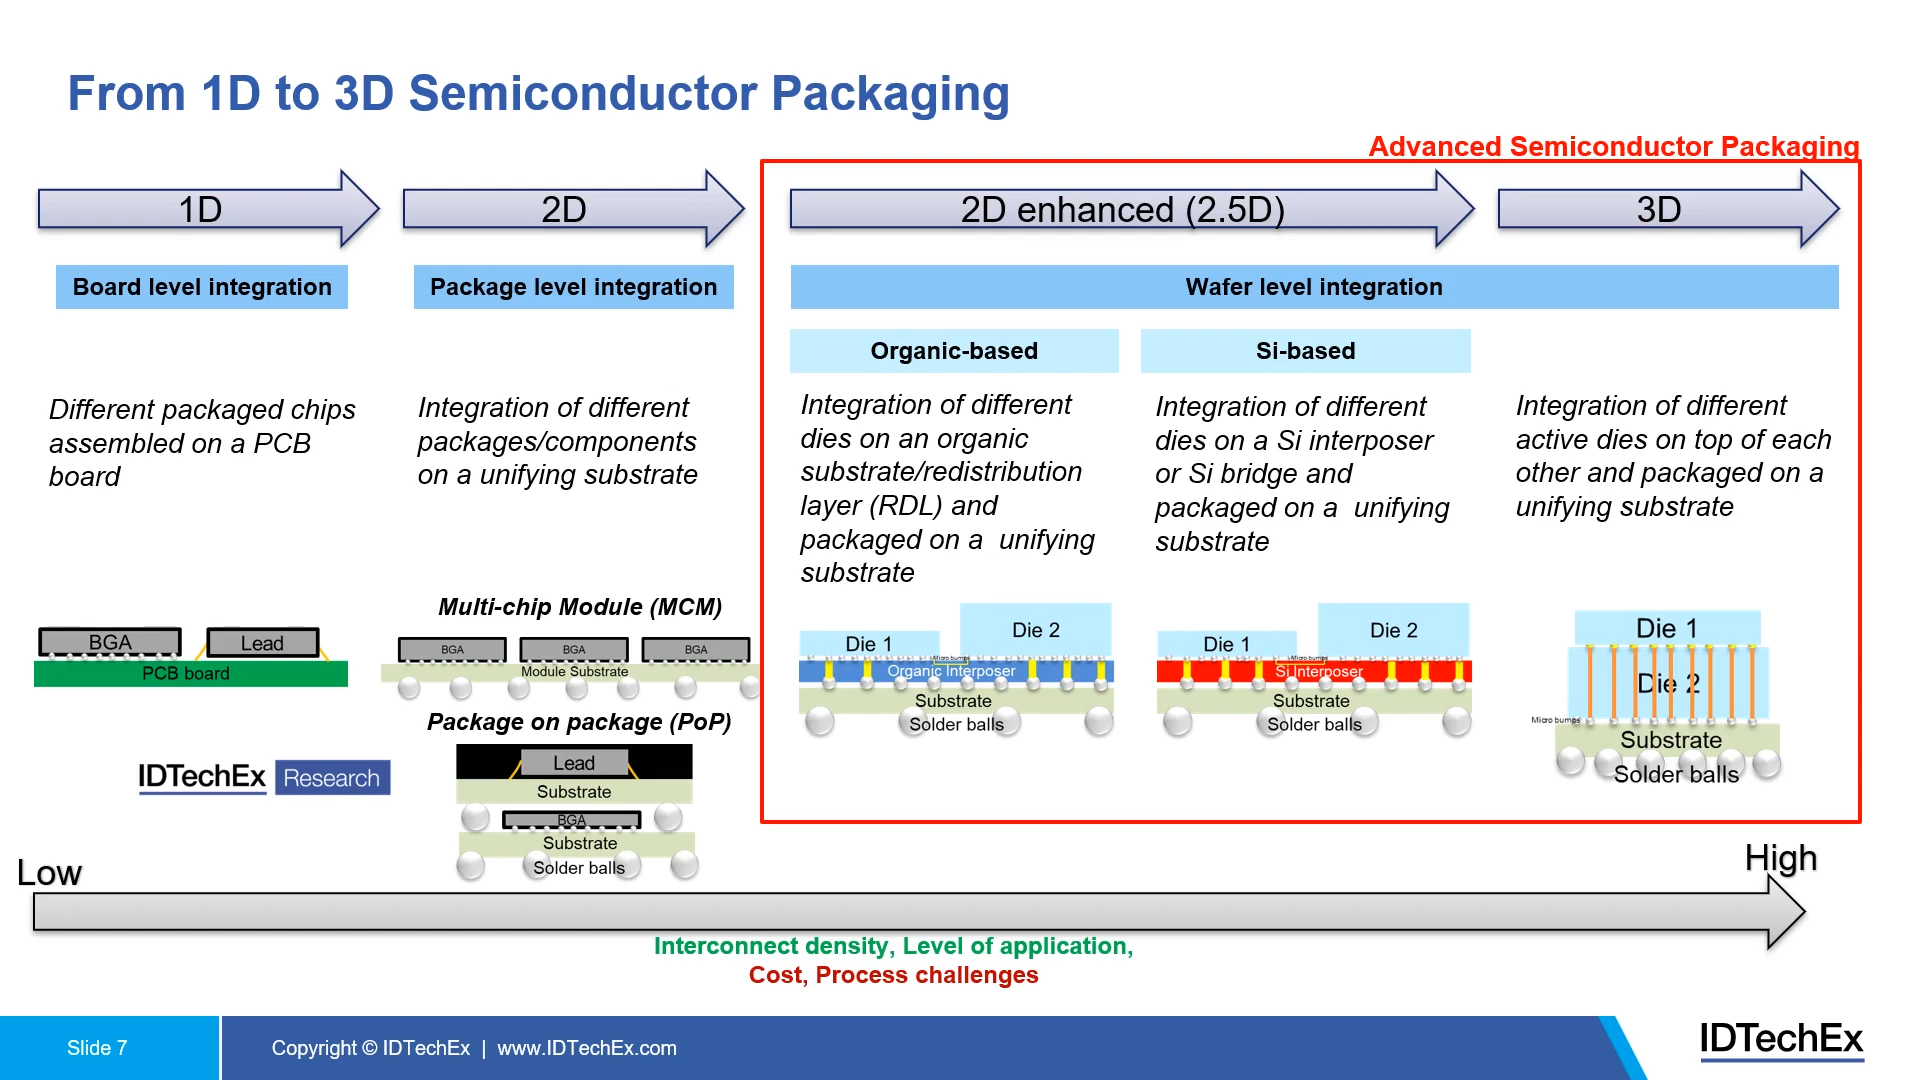 From 1D to 3D Semiconductor Packaging
Advanced Semiconductor Packaging
1D
2D
2D enhanced (2.5D)
3D
Board level integration
Package level integration
Wafer level integration
Organic-based
Si-based
Different packaged chips
assembled on a PCB
board
Integration of different
packages/components
on a unifying substrate
Integration of different
dies on an organic
substrate/redistribution
layer (RDL) and
packaged on a unifying
substrate
Integration of different
dies on a Si interposer
or Si bridge and
packaged on a unifying
substrate
Integration of different
active dies on top of each
other and packaged on a
unifying substrate
BGA
Lead
PCB board
Multi-chip Module (MCM)
BGA
BGA
BGA
Module Substrate
Package on package (PoP)
Lead
Substrate
BGA
Substrate
Solder balls
Die 1
Die 2
Micro bumps
Organic Interposer
Substrate
Solder balls
Die 1
Die 2
Micro bumps
Si Interposer
Substrate
Solder balls
Die 1
Die 2
Micro bumps
Substrate
Solder balls
IDTechEx Research
Low
High
Interconnect density, Level of application,
Cost, Process challenges
Slide 7
Copyright © IDTechEx | www.IDTechEx.com
IDTechEx